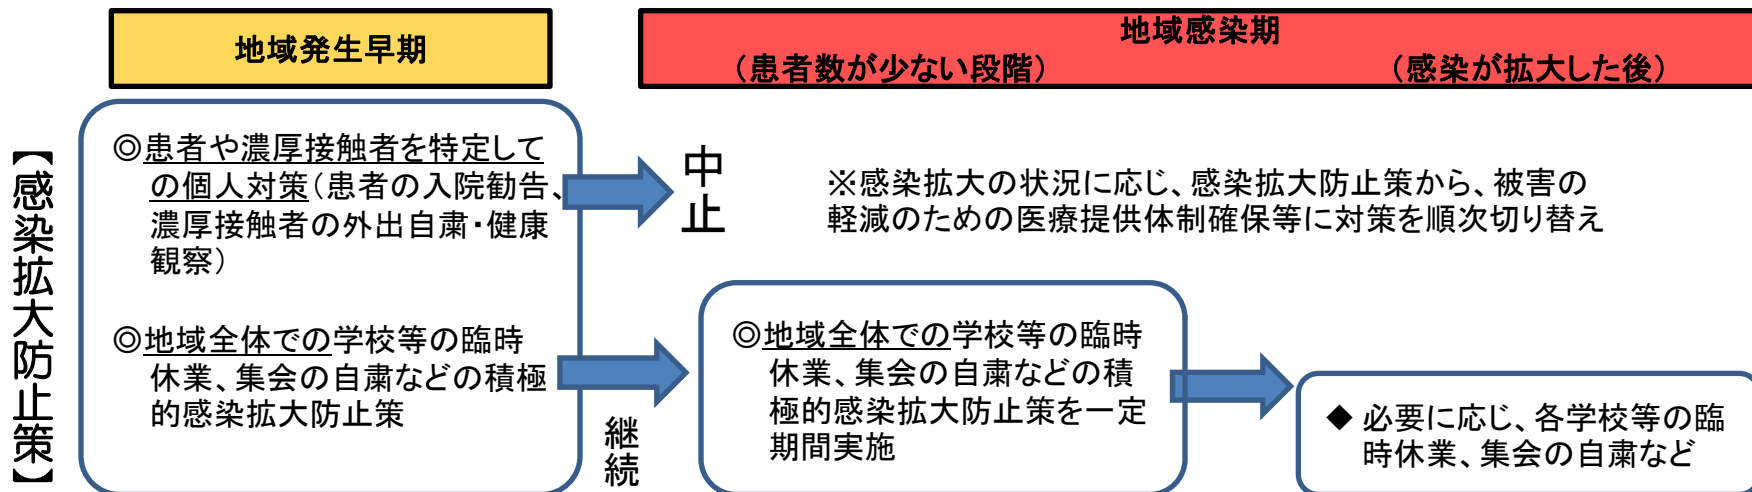 地域発生早期
地域感染期
（患者数が少ない段階）
（感染が拡大した後）
【感染拡大防止策】
◎患者や濃厚接触者を特定して
の個人対策（患者の入院勧告、
濃厚接触者の外出自粛・健康
観察）
中止
※感染拡大の状況に応じ、感染拡大防止策から、被害の
軽減のための医療提供体制確保等に対策を順次切り替え
◎地域全体での学校等の臨時
休業、集会の自粛などの積極
的感染拡大防止策
継続
◎地域全体での学校等の臨時
休業、集会の自粛などの積
極的感染拡大防止策を一定
期間実施
◆ 必要に応じ、各学校等の臨
時休業、集会の自粛など